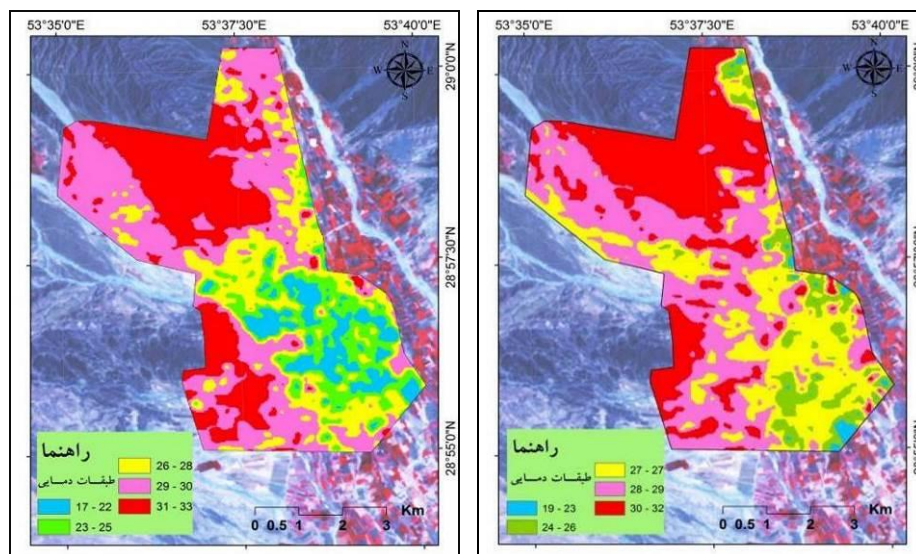 53°35'0"E 53°37'30"E 53°40'0"E
N
W E
S
29°0'0"N
28°57'30"N
28°55'0"N
راهنما
طبقات دمایی
17 - 22
23 - 25
26 - 28
29 - 30
31 - 33
Km
0 0.5 1 2 3
53°35'0"E 53°37'30"E 53°40'0"E
N
W E
S
راهنما
طبقات دمایی
19 - 23
24 - 26
27 - 27
28 - 29
30 - 32
Km
0 0.5 1 2 3